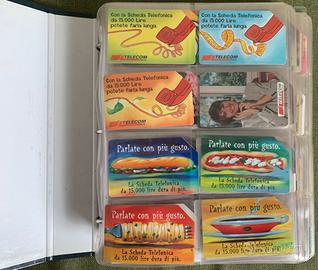 Con la Scheda Telefonica
da 15.000 Lire
potete farla lunga.
TELECOM
Con la Scheda Telefonica
da 15.000 Lire
potete farla lunga.
TELECOM
Con la Scheda Telefonica
da 15.000 Lire
potete farla lunga.
TELECOM
Parlate con più gusto.
La Scheda Telefonica
da 15.000 lire dura di più.
Parlate con più gusto.
La Scheda Telefonica
da 15.000 lire dura di più.
Parlate con più gusto.
La Scheda Telefonica
da 15.000 lire dura di più.
Parlate con più gusto.
La Scheda Telefonica
da 15.000 lire dura di più.